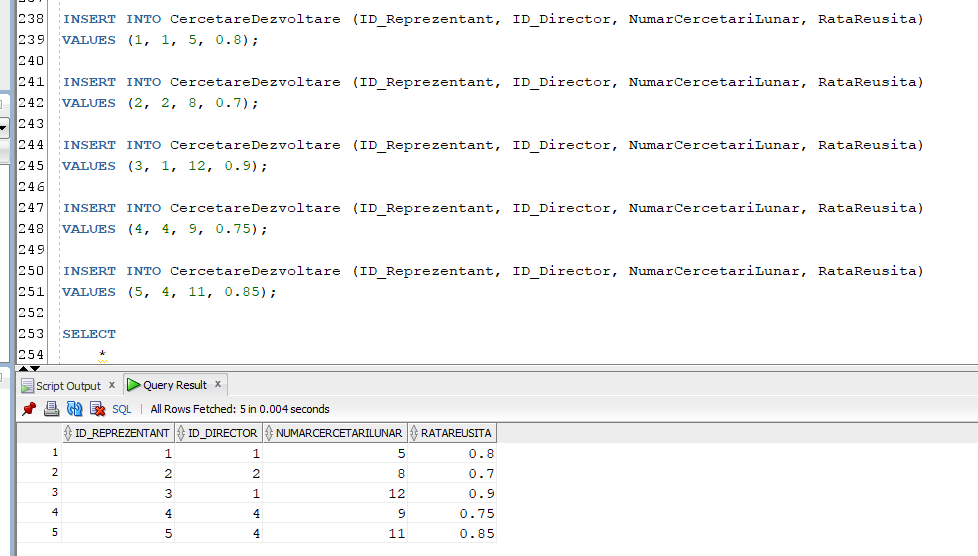 237
238 INSERT INTO CercetareDezvoltare (ID_Reprezentant, ID_Director, NumarCercetariLunar, RataReusita)
239 VALUES (1, 1, 5, 0.8);
240
241 INSERT INTO CercetareDezvoltare (ID_Reprezentant, ID_Director, NumarCercetariLunar, RataReusita)
242 VALUES (2, 2, 8, 0.7);
243
244 INSERT INTO CercetareDezvoltare (ID_Reprezentant, ID_Director, NumarCercetariLunar, RataReusita)
245 VALUES (3, 1, 12, 0.9);
246
247 INSERT INTO CercetareDezvoltare (ID_Reprezentant, ID_Director, NumarCercetariLunar, RataReusita)
248 VALUES (4, 4, 9, 0.75);
249
250 INSERT INTO CercetareDezvoltare (ID_Reprezentant, ID_Director, NumarCercetariLunar, RataReusita)
251 VALUES (5, 4, 11, 0.85);
252
253 SELECT
254 *
Script Output x Query Result x
SQL | All Rows Fetched: 5 in 0.004 seconds
ID_REPREZENTANT ID_DIRECTOR NUMARCERCETARILUNAR RATAREUSITA
1 1 1 5 0.8
2 2 2 8 0.7
3 3 1 12 0.9
4 4 4 9 0.75
5 5 4 11 0.85